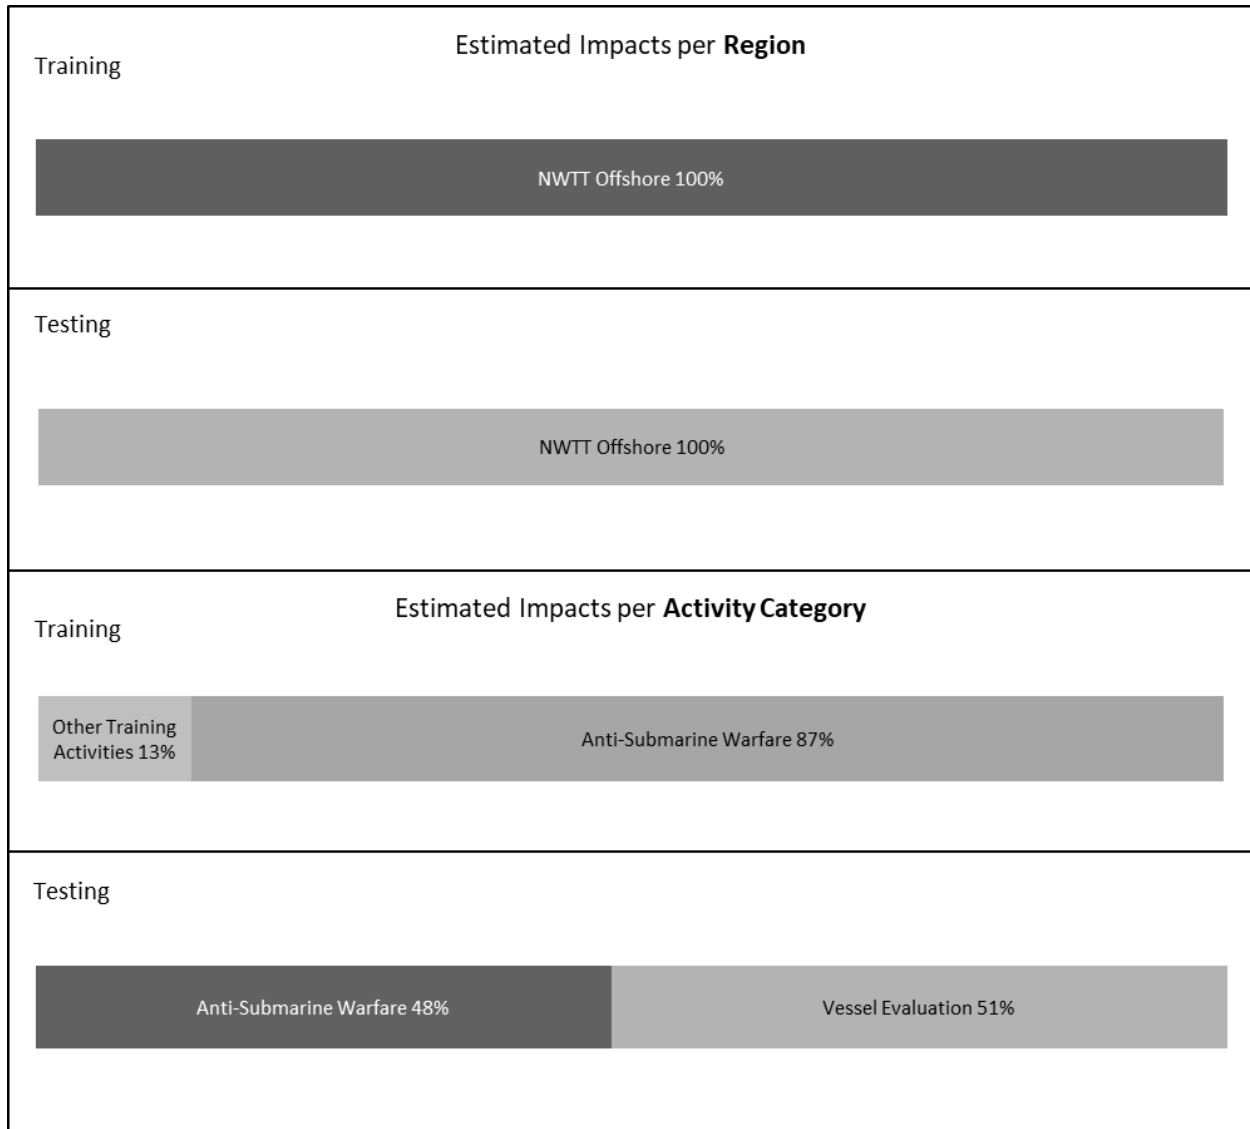 Estimated Impacts per Region
Training
NWTT Offshore 100%
Testing
NWTT Offshore 100%
Estimated Impacts per Activity Category
Training
Other Training
Activities 13%
Anti-Submarine Warfare 87%
Testing
Anti-Submarine Warfare 48%
Vessel Evaluation 51%